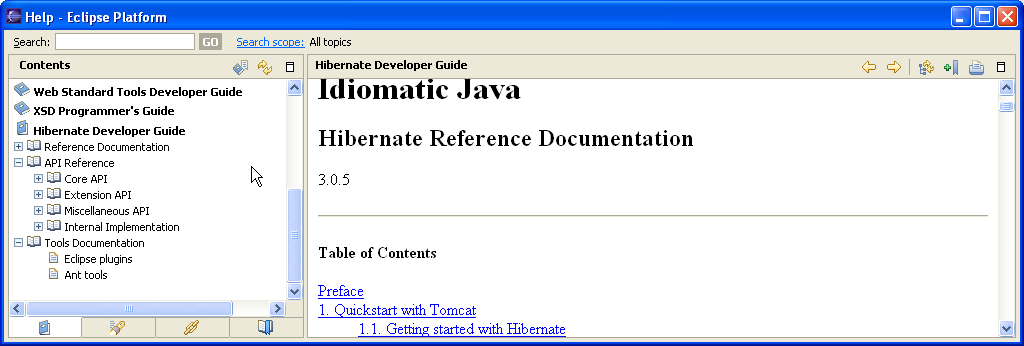 Help - Eclipse Platform
Search: GO Search scope: All topics
Contents
Web Standard Tools Developer Guide
XSD Programmer's Guide
Hibernate Developer Guide
Reference Documentation
API Reference
Core API
Extension API
Miscellaneous API
Internal Implementation
Tools Documentation
Eclipse plugins
Ant tools
Hibernate Developer Guide
Idiomatic Java
Hibernate Reference Documentation
3.0.5
Table of Contents
Preface
1. Quickstart with Tomcat
1.1. Getting started with Hibernate